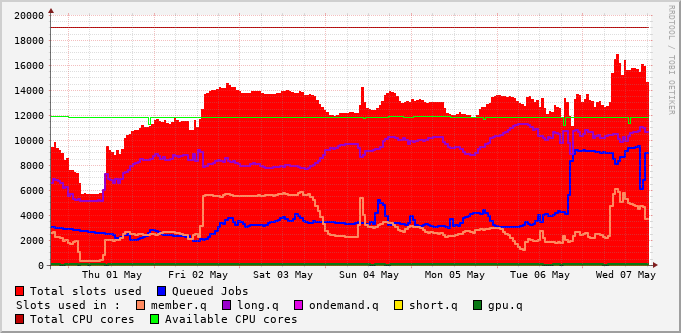 RRDTOOL / TOBI OETIKER
20000
18000
16000
14000
12000
10000
8000
6000
4000
2000
0
Thu 01 May Fri 02 May Sat 03 May Sun 04 May Mon 05 May Tue 06 May Wed 07 May
Total slots used Queued Jobs
Slots used in : member.q long.q ondemand.q short.q gpu.q
Total CPU cores Available CPU cores